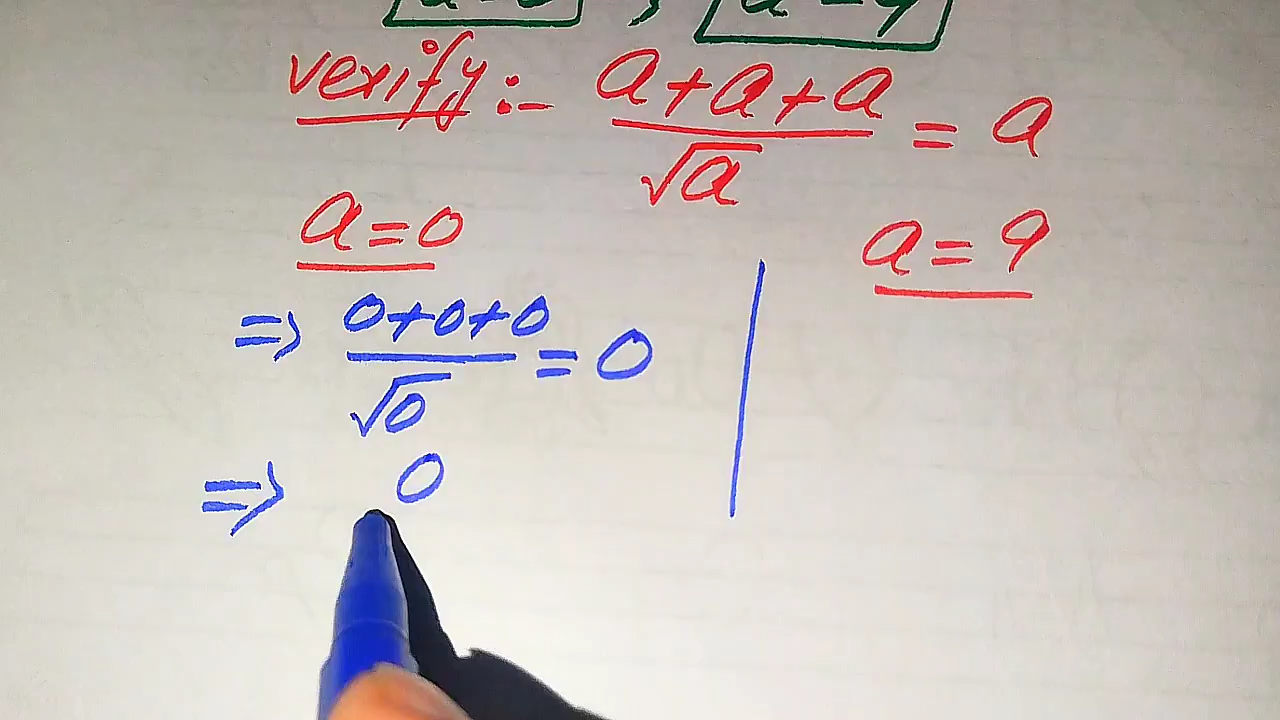 verify :- a+a+a / √a = a
a=0 a=9
=> 0+0+0 / √0 = 0
=> 0